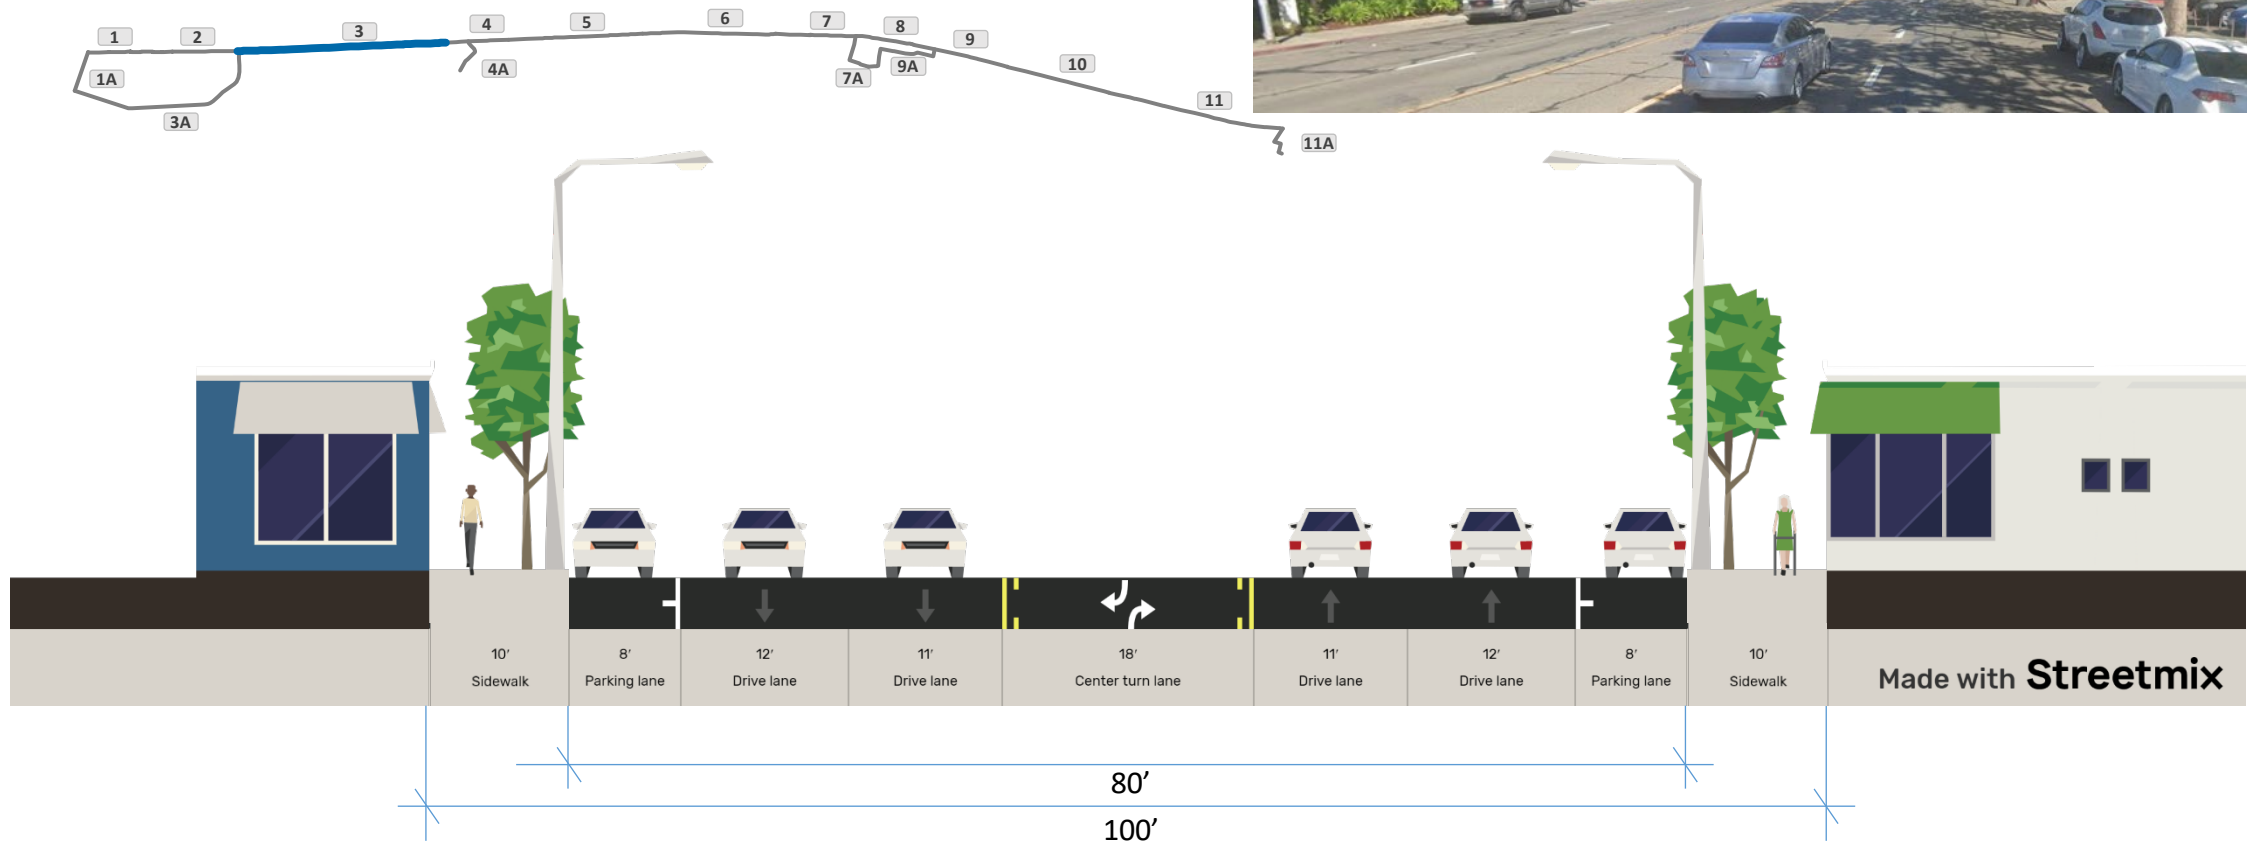 1
2
3
4
5
6
7
8
9
10
11
1A
3A
4A
7A
9A
11A
10′ 8′ 12′ 11′ 18′ 11′ 12′ 8′ 10′
Sidewalk Parking lane Drive lane Drive lane Center turn lane Drive lane Drive lane Parking lane Sidewalk
Made with Streetmix
80’
100’